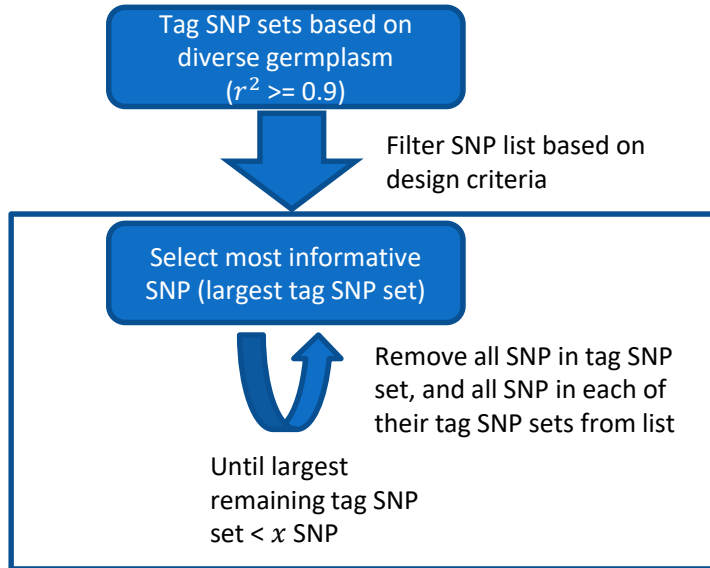 Tag SNP sets based on
diverse germplasm
(𝑟² >= 0.9)
Filter SNP list based on
design criteria
Select most informative
SNP (largest tag SNP set)
Remove all SNP in tag SNP
set, and all SNP in each of
their tag SNP sets from list
Until largest
remaining tag SNP
set < 𝑥 SNP